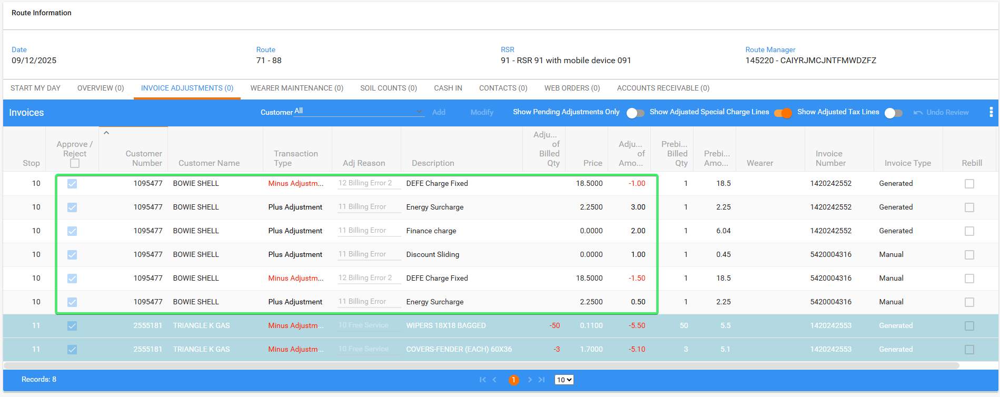 Route Information
Date Route RSR Route Manager
09/12/2025 71 - 88 91 - RSR 91 with mobile device 091 145220 - CAIYRJMCJNTFMWDZFZ
START MY DAY OVERVIEW (0) INVOICE ADJUSTMENTS (0) WEARER MAINTENANCE (0) SOIL COUNTS (0) CASH IN CONTACTS (0) WEB ORDERS (0) ACCOUNTS RECEIVABLE (0)
Invoices Customer All Add Modify Show Pending Adjustments Only Show Adjusted Special Charge Lines Show Adjusted Tax Lines Undo Review
Stop
Approve /
Reject
Customer
Number
Customer Name
Transaction
Type
Adj Reason
Description
Adju...
of
Billed
Qty
Price
Adju...
of
Amo...
Prebi...
Billed
Qty
Prebi...
Amo...
Wearer
Invoice
Number
Invoice Type
Rebill
10 1095477 BOWIE SHELL Minus Adjustm... 12 Billing Error 2 DEFE Charge Fixed 18.5000 -1.00 1 18.5 1420242552 Generated
10 1095477 BOWIE SHELL Plus Adjustment 11 Billing Error Energy Surcharge 2.2500 3.00 1 2.25 1420242552 Generated
10 1095477 BOWIE SHELL Plus Adjustment 11 Billing Error Finance charge 0.0000 2.00 1 6.04 1420242552 Generated
10 1095477 BOWIE SHELL Plus Adjustment 11 Billing Error Discount Sliding 0.0000 1.00 1 0.45 5420004316 Manual
10 1095477 BOWIE SHELL Minus Adjustm... 12 Billing Error 2 DEFE Charge Fixed 18.5000 -1.50 1 18.5 5420004316 Manual
10 1095477 BOWIE SHELL Plus Adjustment 11 Billing Error Energy Surcharge 2.2500 0.50 1 2.25 5420004316 Manual
11 2555181 TRIANGLE K GAS Minus Adjustm... 10 Free Service WIPERS 18X18 BAGGED -50 0.1100 -5.50 50 5.5 1420242553 Generated
11 2555181 TRIANGLE K GAS Minus Adjustm... 10 Free Service COVERS-FENDER (EACH) 60X36 -3 1.7000 -5.10 3 5.1 1420242553 Generated
Records: 8 1 10